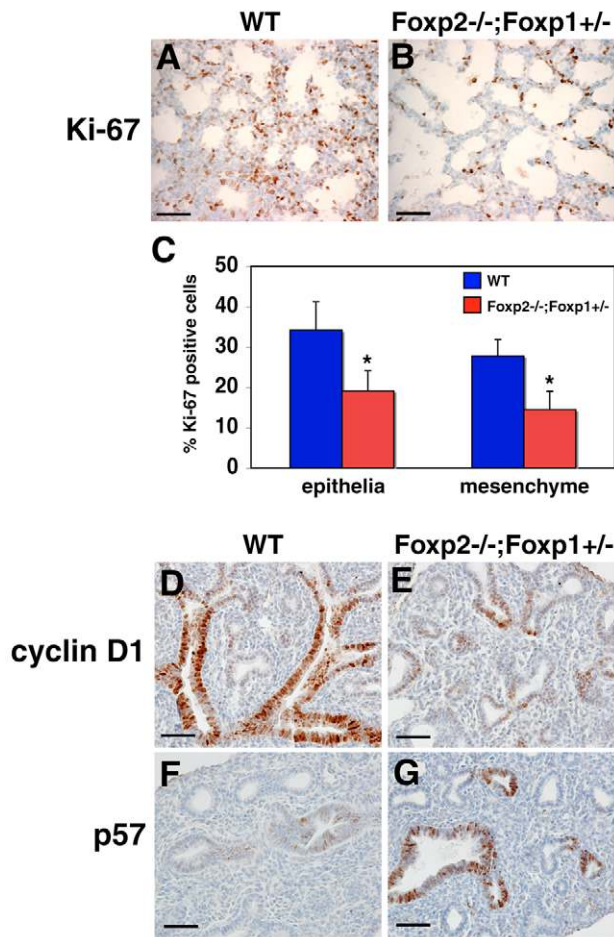 WT
Foxp2-/-;Foxp1+/-
A
B
Ki-67
C
50
40
30
20
10
0
% Ki-67 positive cells
WT
Foxp2-/-;Foxp1+/-
*
*
epithelia
mesenchyme
WT
Foxp2-/-;Foxp1+/-
D
E
cyclin D1
F
G
p57